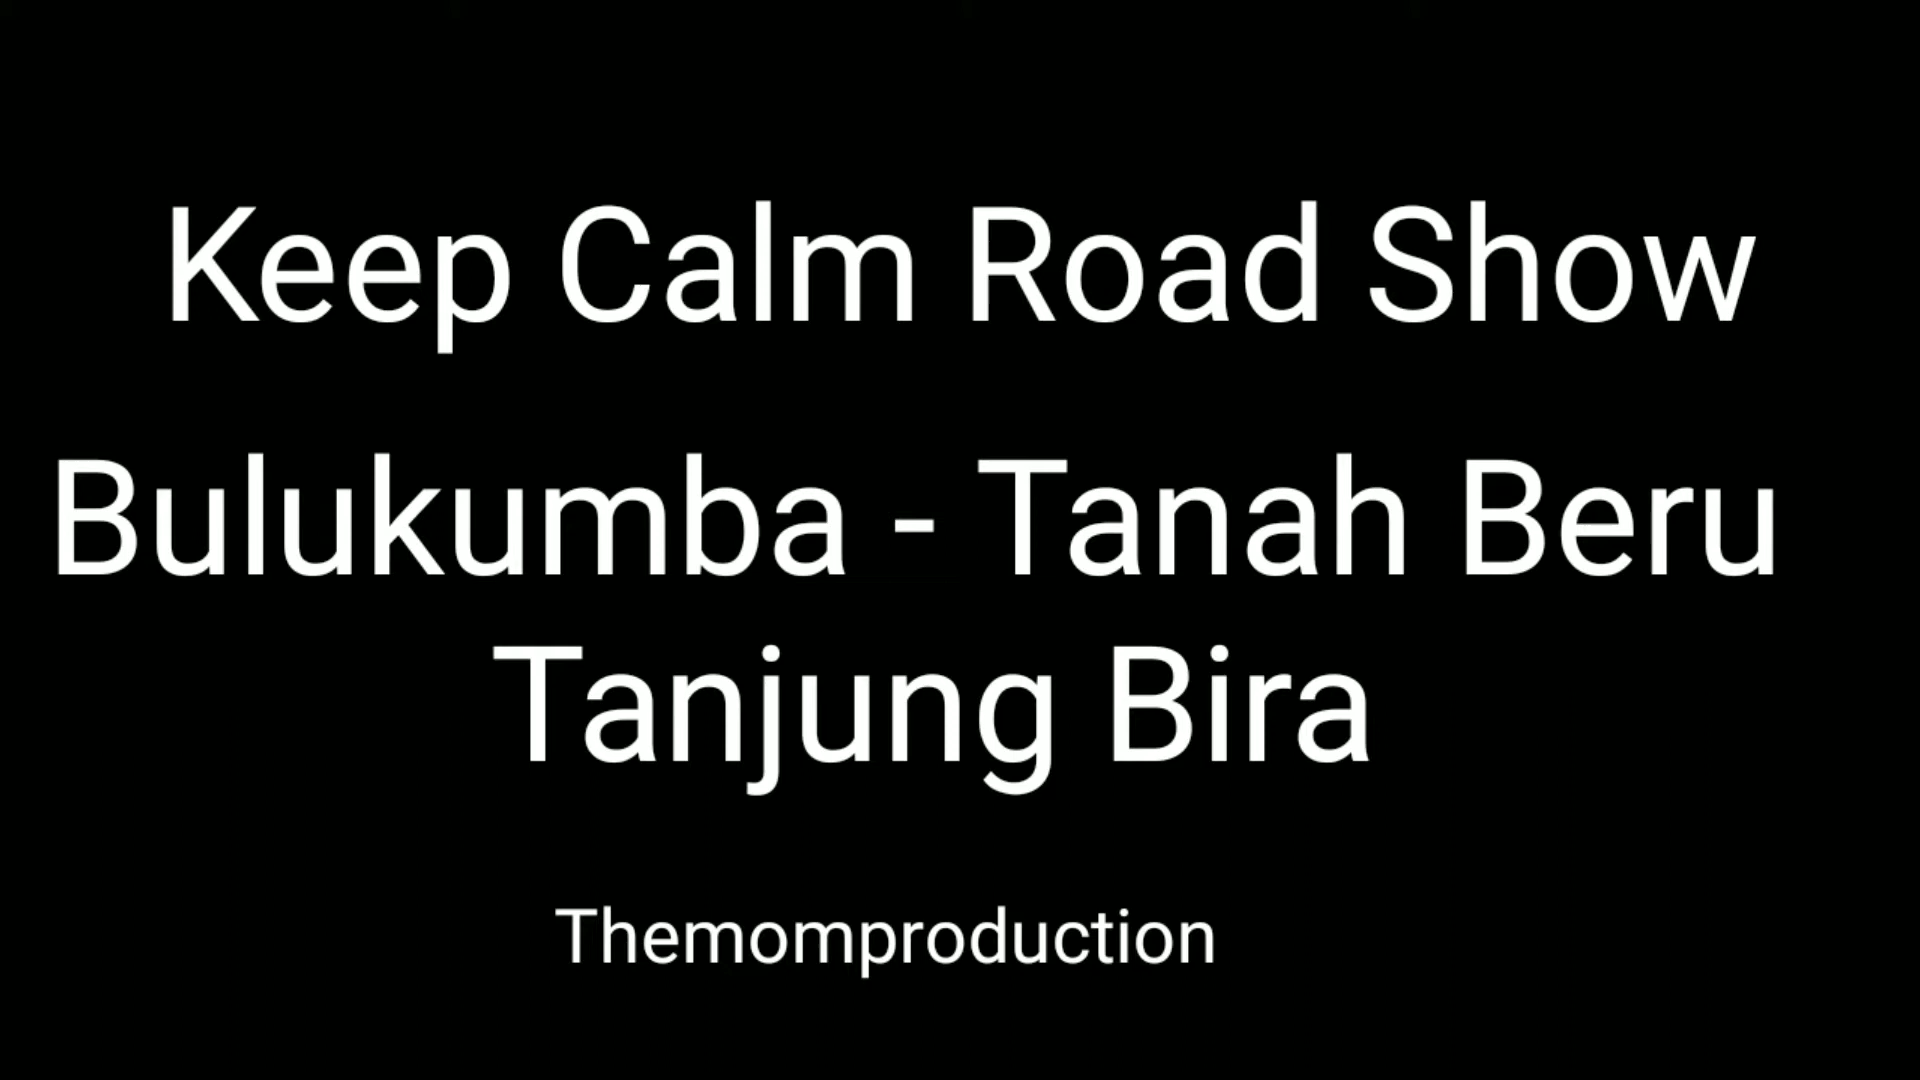 Keep Calm Road Show
Bulukumba - Tanah Beru
Tanjung Bira
Themomproduction